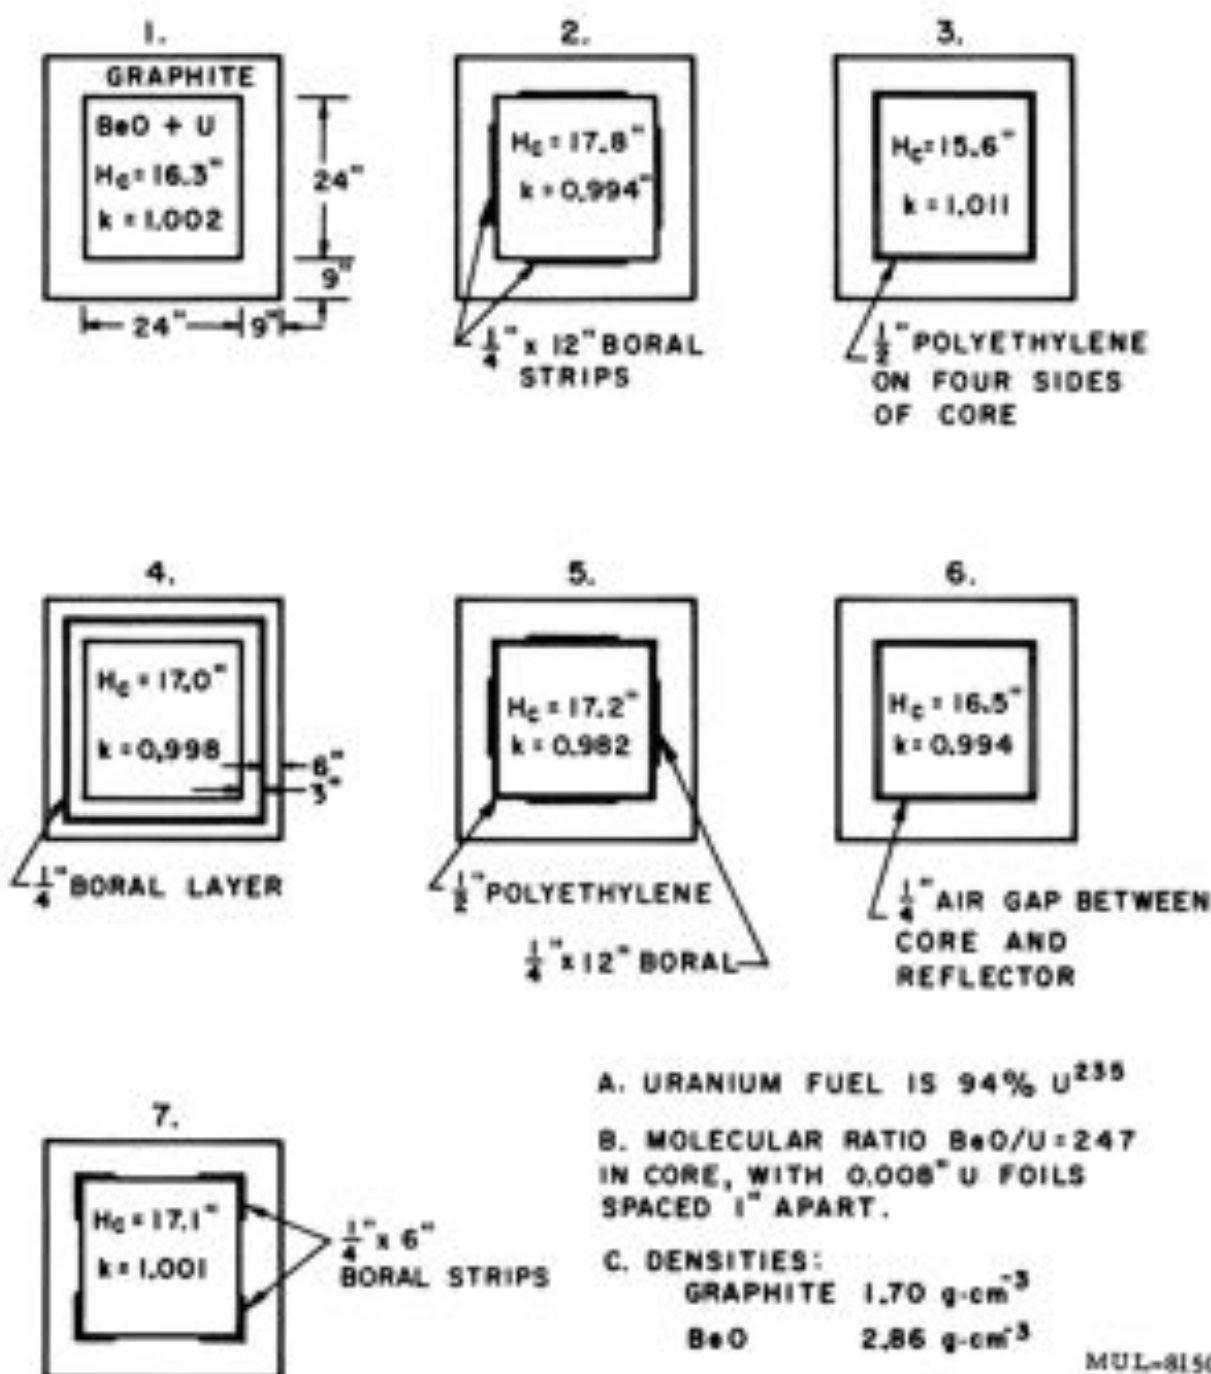 1.
GRAPHITE
BeO + U
Hc = 16.3"
k = 1.002
24"
9"
24"
9"
2.
Hc = 17.8"
k = 0.994"
1/4" x 12" BORAL
STRIPS
3.
Hc = 15.6"
k = 1.011
1/2" POLYETHYLENE
ON FOUR SIDES
OF CORE
4.
Hc = 17.0"
k = 0.998
6"
3"
1/4" BORAL LAYER
5.
Hc = 17.2"
k = 0.982
1/2" POLYETHYLENE
1/4" x 12" BORAL
6.
Hc = 16.5"
k = 0.994
1/4" AIR GAP BETWEEN
CORE AND
REFLECTOR
7.
Hc = 17.1"
k = 1.001
1/4" x 6"
BORAL STRIPS
A. URANIUM FUEL IS 94% U235
B. MOLECULAR RATIO BeO/U = 247
IN CORE, WITH 0.008" U FOILS
SPACED 1" APART.
C. DENSITIES:
GRAPHITE 1.70 g-cm-3
BeO 2.86 g-cm-3
MUL-8150